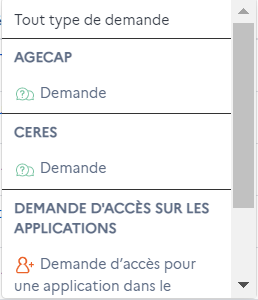 Tout type de demande
AGECAP
Demande
CERES
Demande
DEMANDE D'ACCÈS SUR LES
APPLICATIONS
Demande d’accès pour
une application dans le